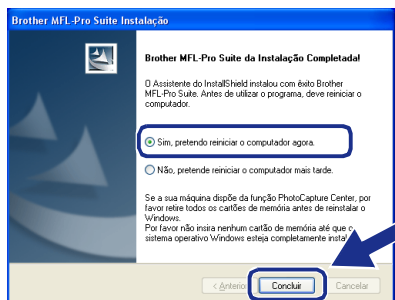 Brother MFL-Pro Suite Instalação
Brother MFL-Pro Suite da Instalação Completada!
O Assistente do InstallShield instalou com êxito Brother
MFL-Pro Suite. Antes de utilizar o programa, deve reiniciar o
computador.
Sim, pretendo reiniciar o computador agora.
Não, pretende reiniciar o computador mais tarde.
Se a sua máquina dispõe da função PhotoCapture Center, por
favor retire todos os cartões de memória antes de reinstalar o
Windows.
Por favor não insira nenhum cartão de memória até que o
sistema operativo Windows esteja completamente
< Concluir Cancelar